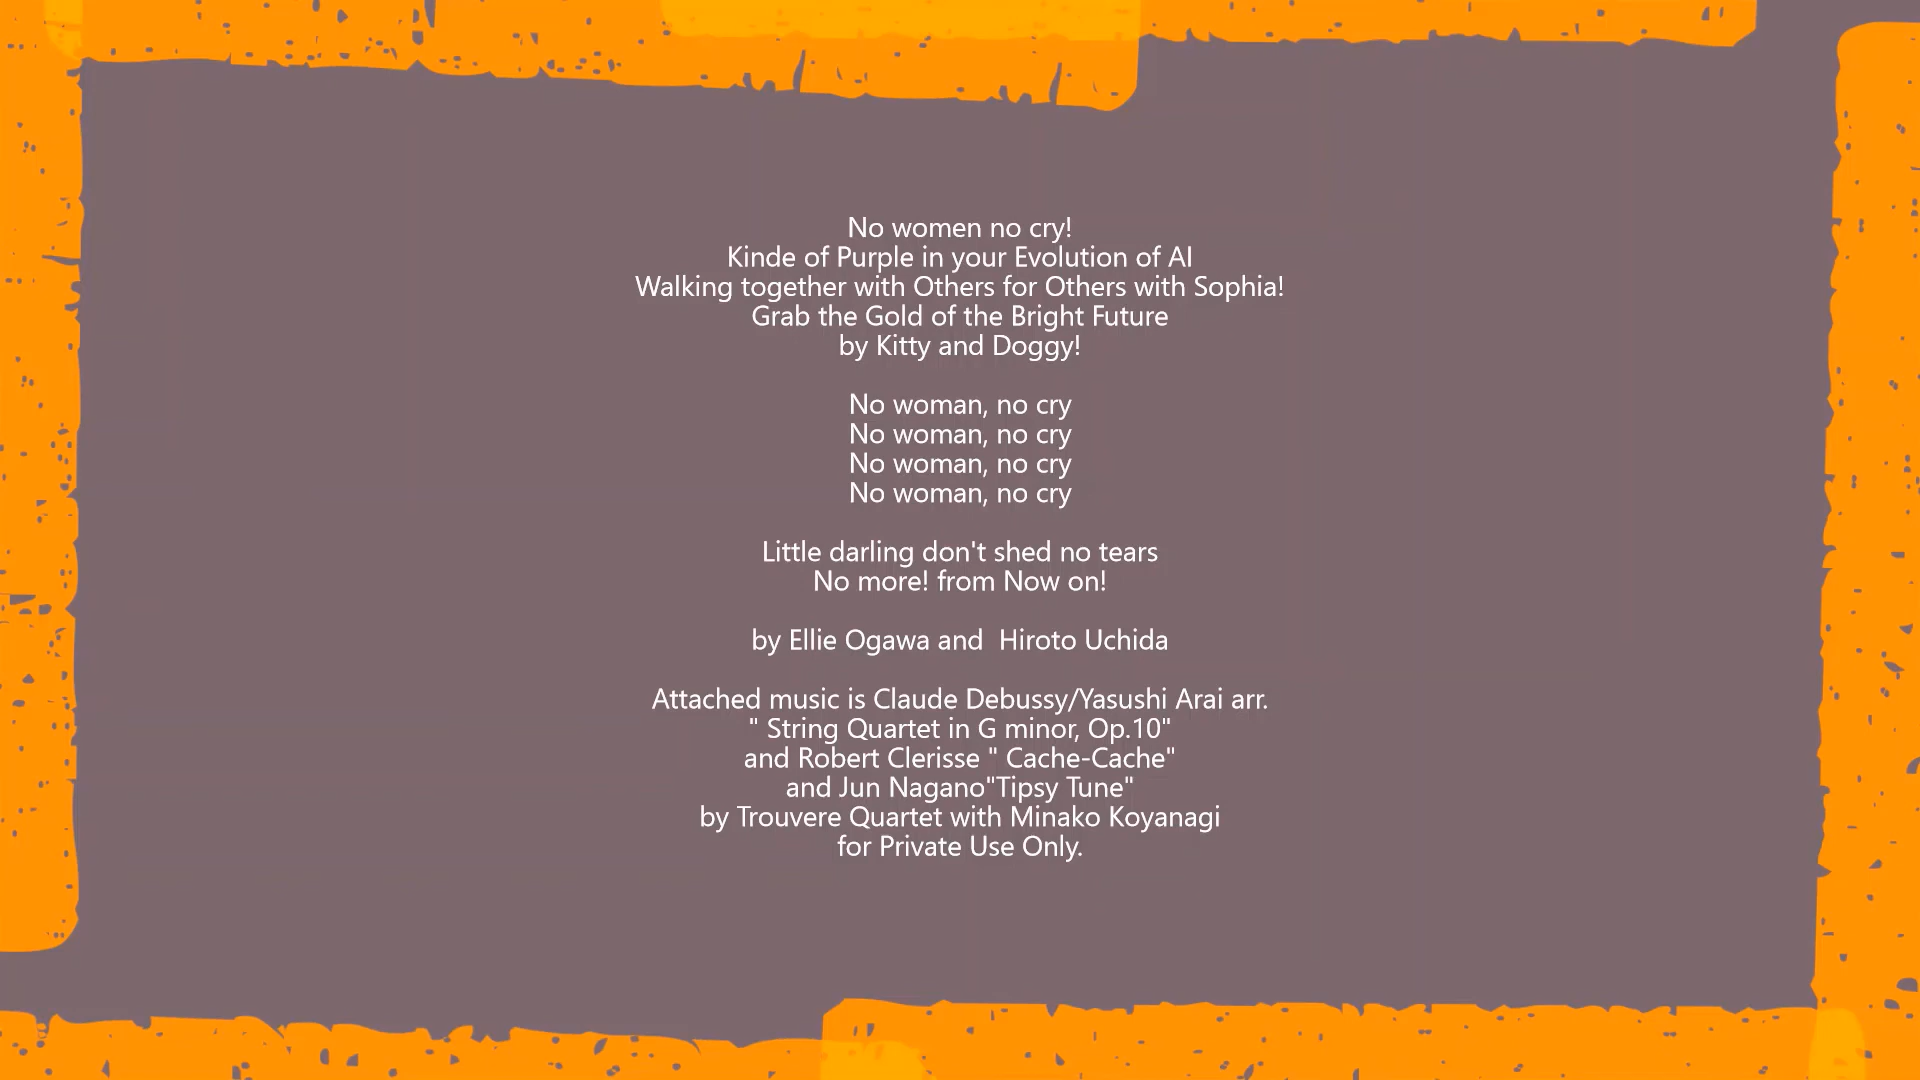 No women no cry!
Kinde of Purple in your Evolution of AI
Walking together with Others for Others with Sophia!
Grab the Gold of the Bright Future
by Kitty and Doggy!
No woman, no cry
No woman, no cry
No woman, no cry
No woman, no cry
Little darling don't shed no tears
No more! from Now on!
by Ellie Ogawa and  Hiroto Uchida
Attached music is Claude Debussy/Yasushi Arai arr.
" String Quartet in G minor, Op.10"
and Robert Clerisse " Cache-Cache"
and Jun Nagano"Tipsy Tune"
by Trouvere Quartet with Minako Koyanagi
for Private Use Only.